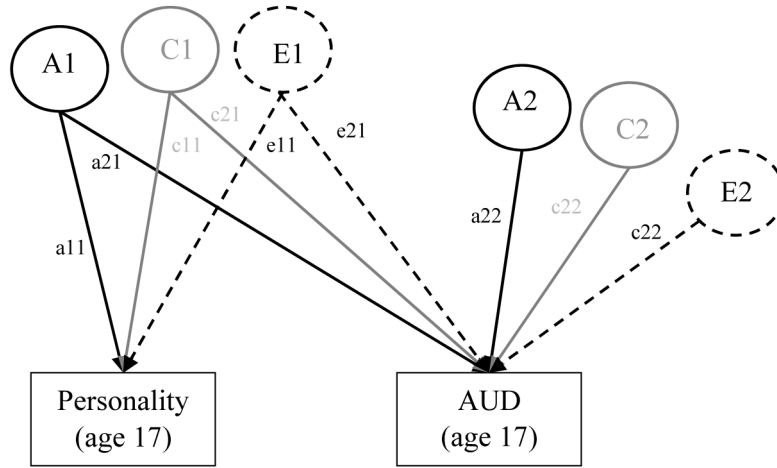 A1
C1
E1
A2
C2
E2
c21
c11
e11
e21
a21
a22
c22
c22
a11
Personality
(age 17)
AUD
(age 17)